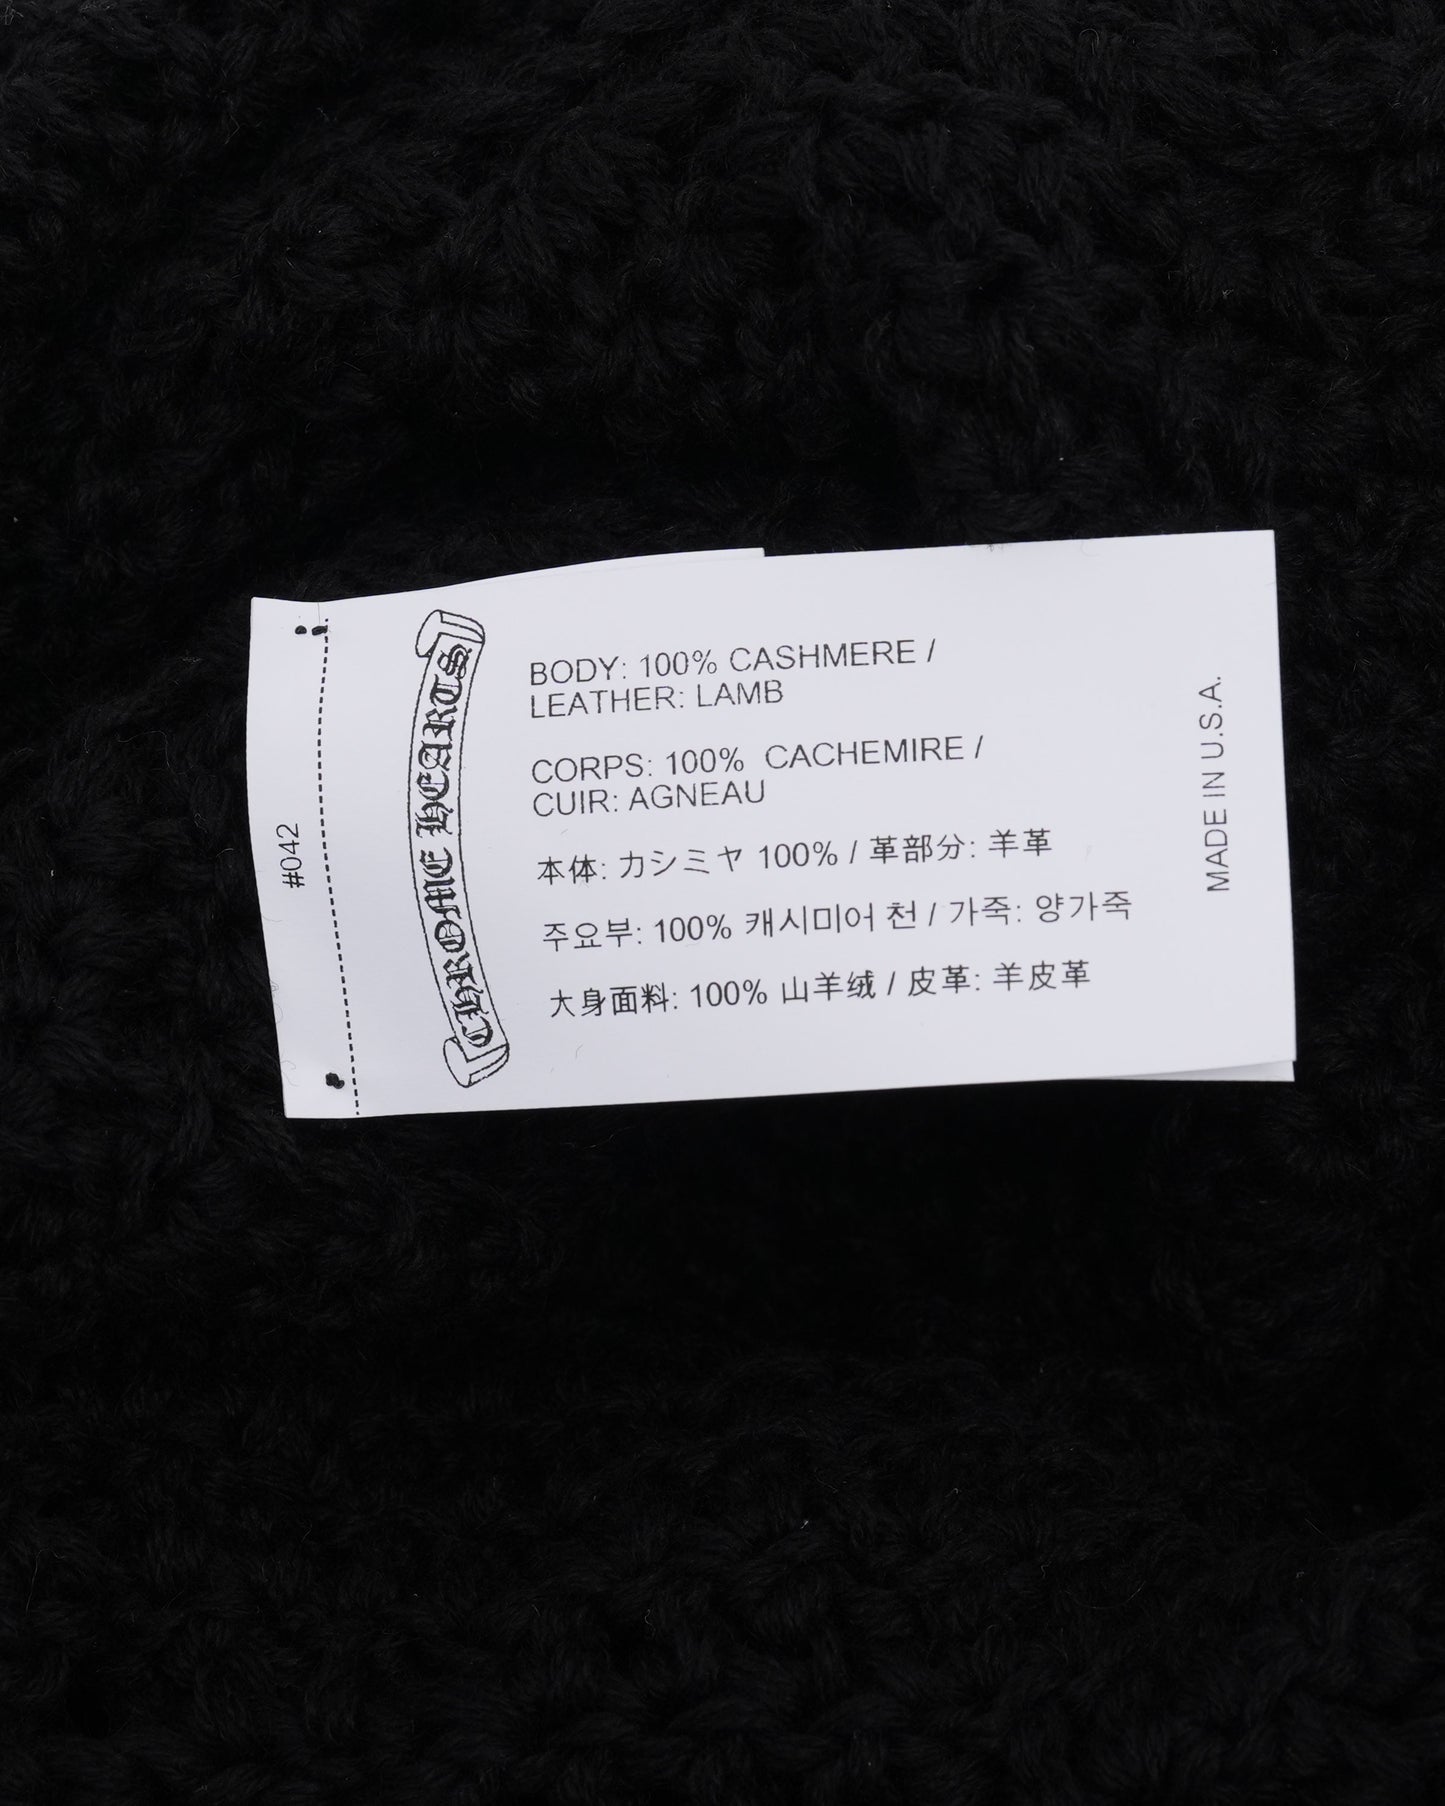 #042
CHROME HEARTS
BODY: 100% CASHMERE /
LEATHER: LAMB
CORPS: 100% CACHEMIRE /
CUIR: AGNEAU
本体: カシミヤ 100% / 革部分: 羊革
주요부: 100% 캐시미어 천 / 가죽: 양가죽
大身面料: 100% 山羊绒 / 皮革: 羊皮革
MADE IN U.S.A.